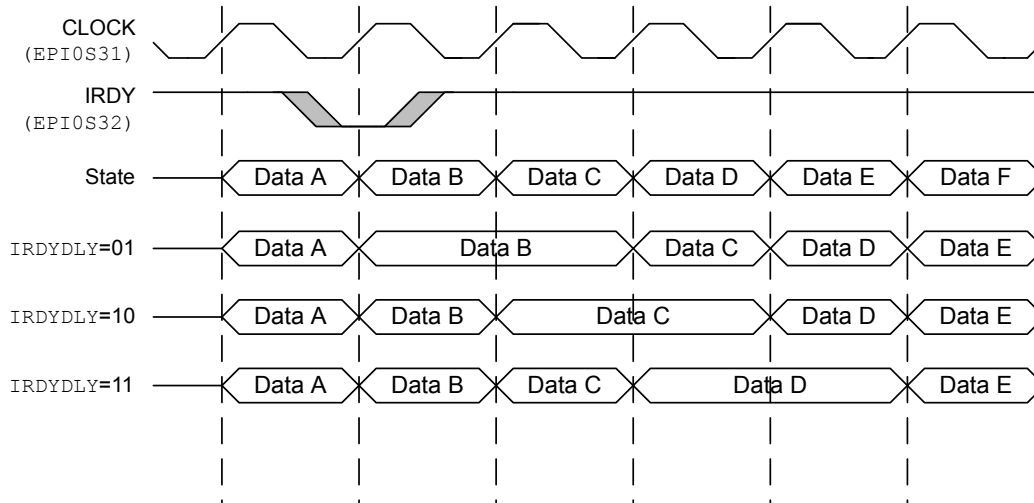 CLOCK
(EPI0S31)
IRDY
(EPI0S32)
State Data A Data B Data C Data D Data E Data F
IRDYDLY=01 Data A Data B Data C Data D Data E
IRDYDLY=10 Data A Data B Data C Data D Data E
IRDYDLY=11 Data A Data B Data C Data D Data E